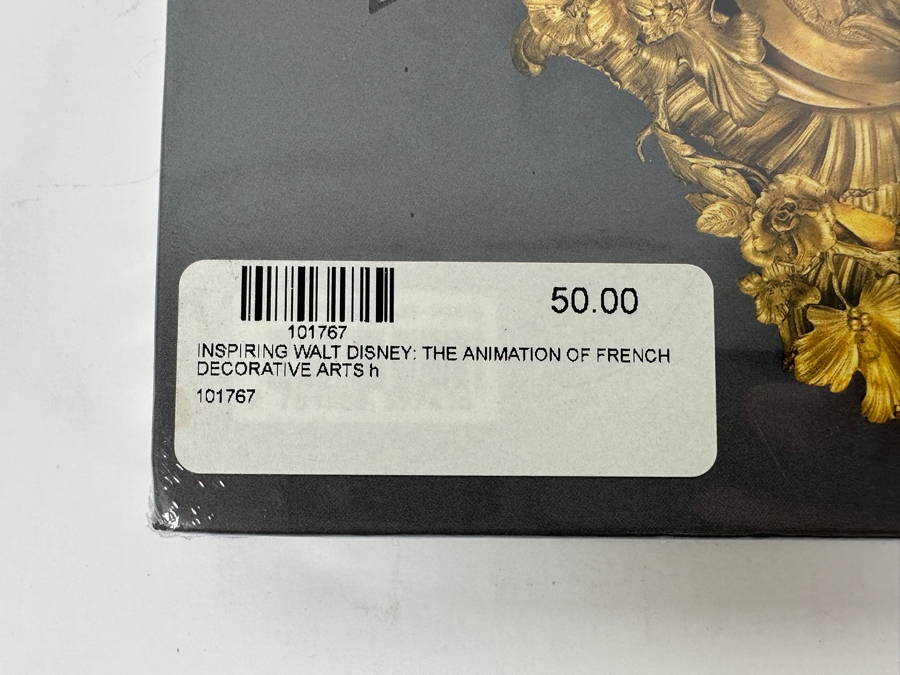 50.00
101767
INSPIRING WALT DISNEY: THE ANIMATION OF FRENCH
DECORATIVE ARTS h
101767